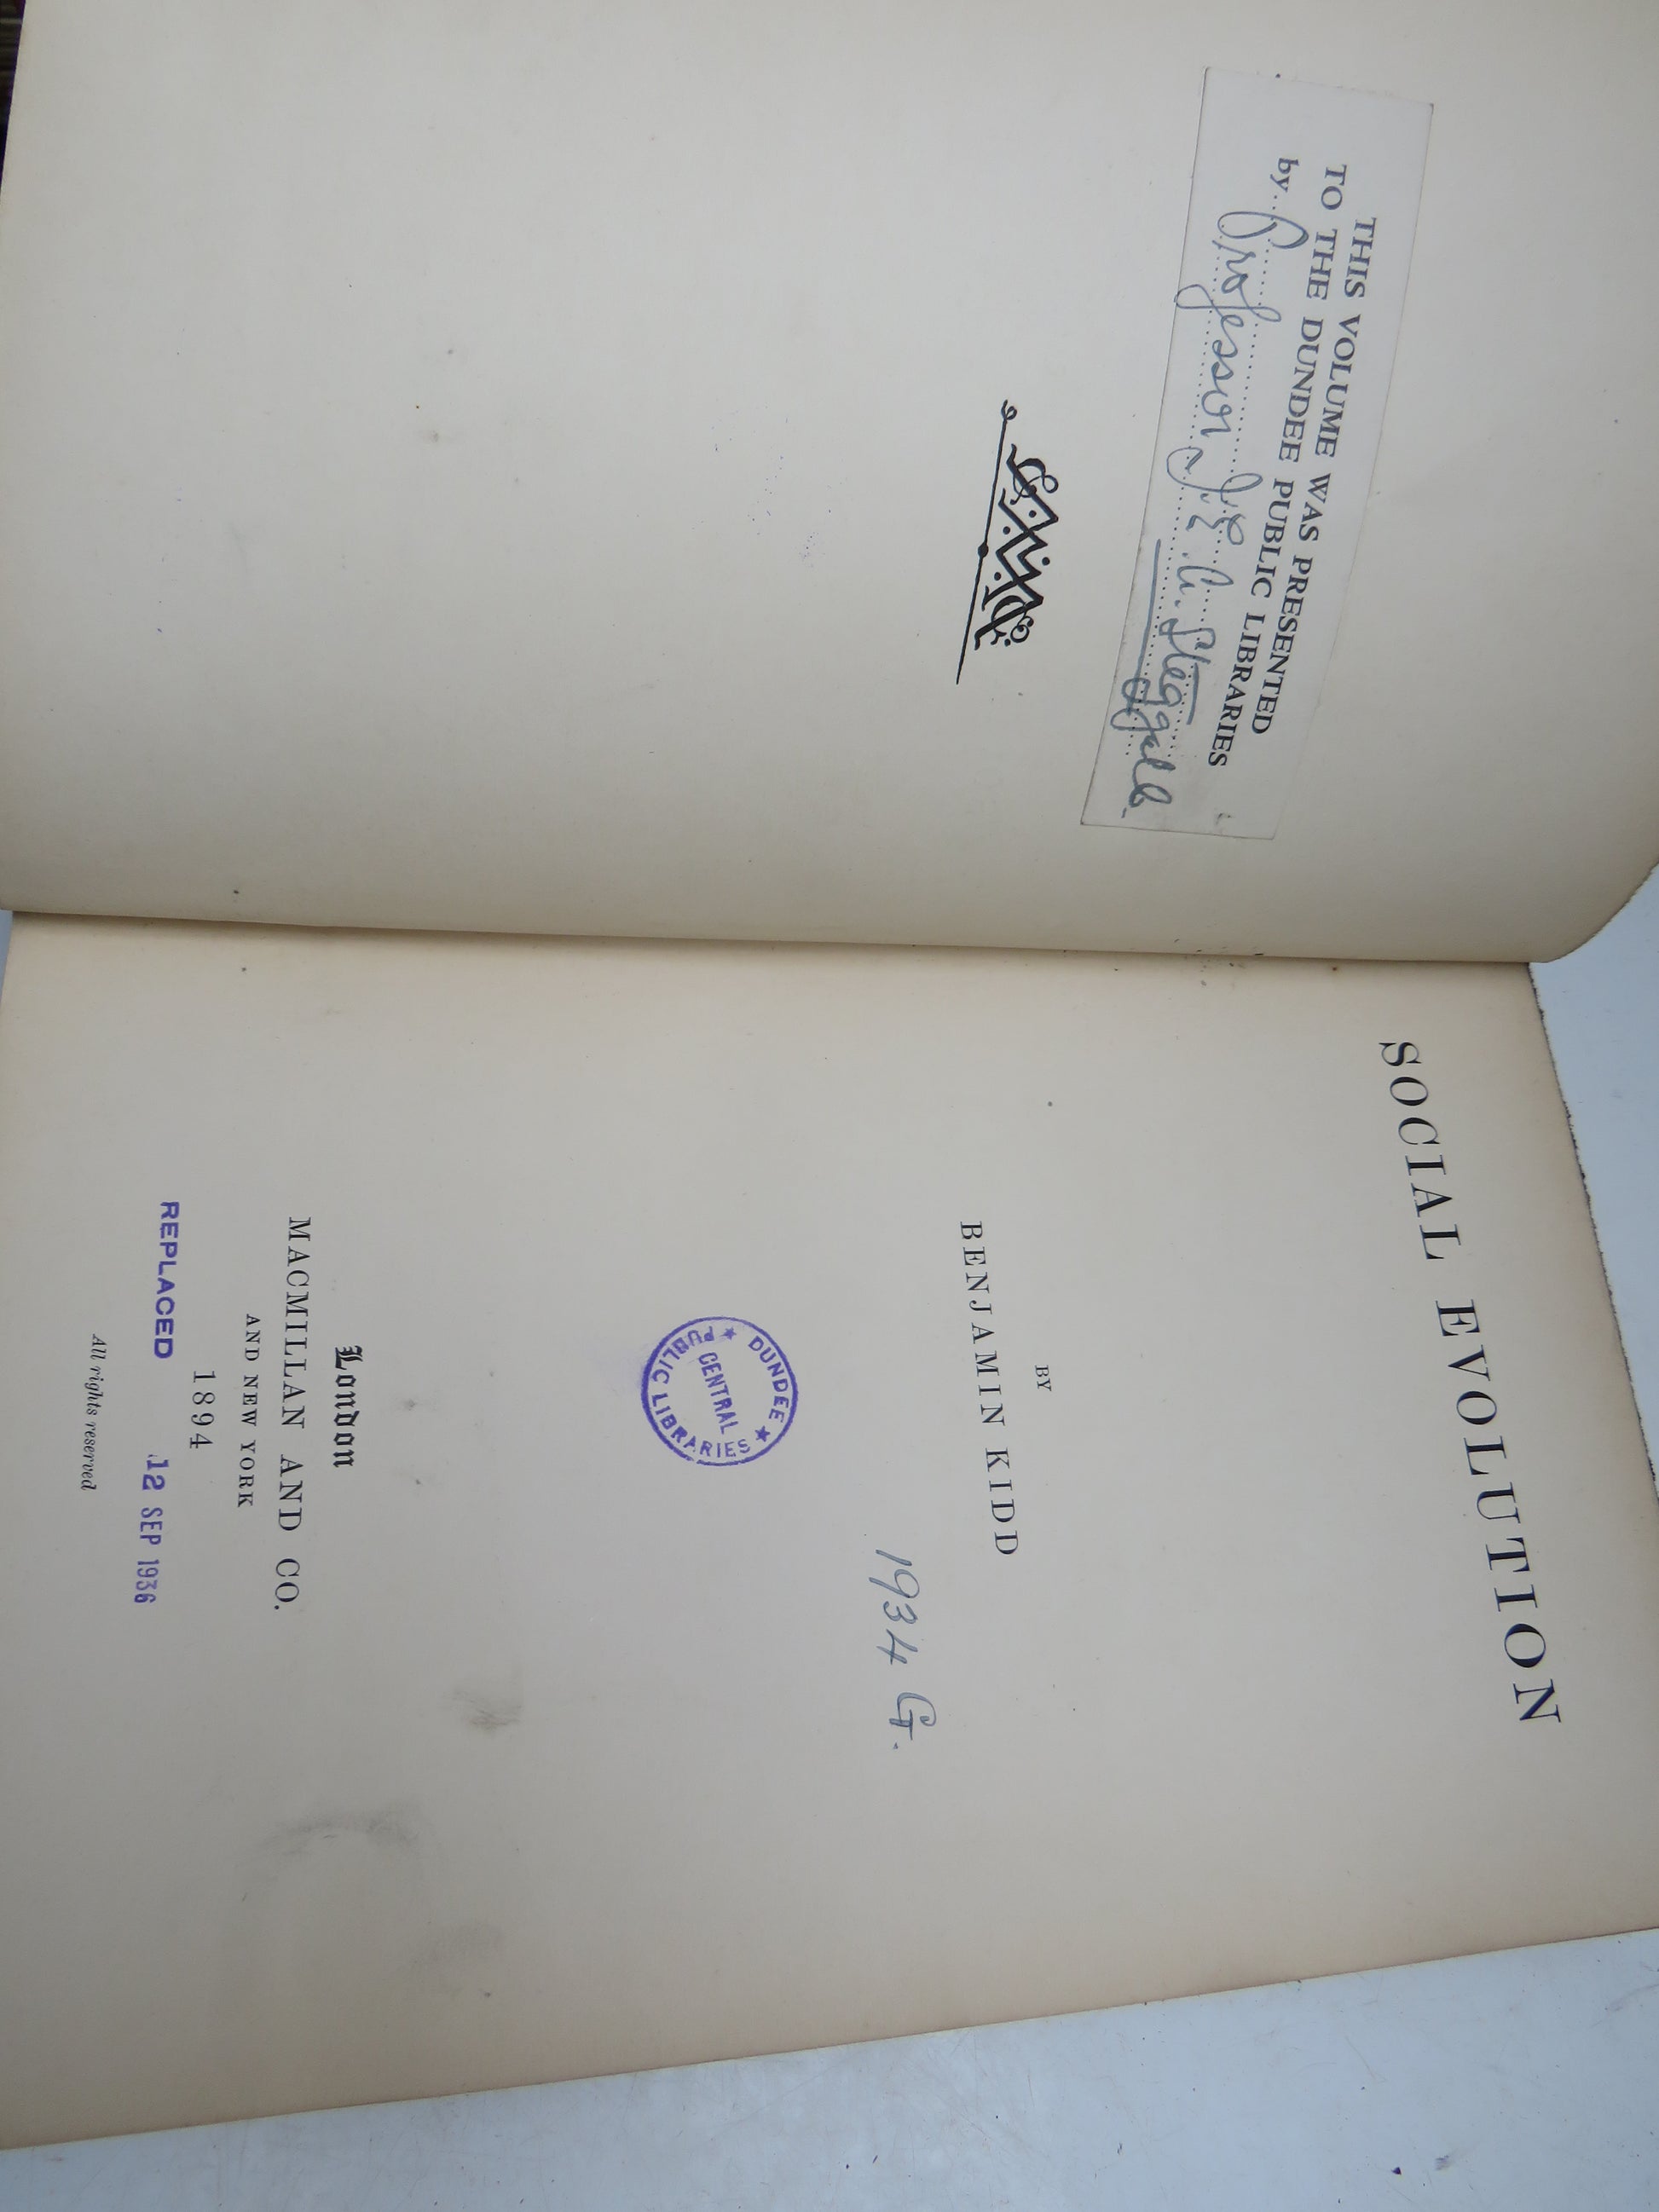 THIS VOLUME WAS PRESENTED
TO THE DUNDEE PUBLIC LIBRARIES
by Professor J. E. A. Steggall.
SOCIAL EVOLUTION
BY
BENJAMIN KIDD
1934 G.
DUNDEE
CENTRAL
PUBLIC LIBRARIES
London
MACMILLAN AND CO.
AND NEW YORK
1894
REPLACED 12 SEP 1936
All rights reserved